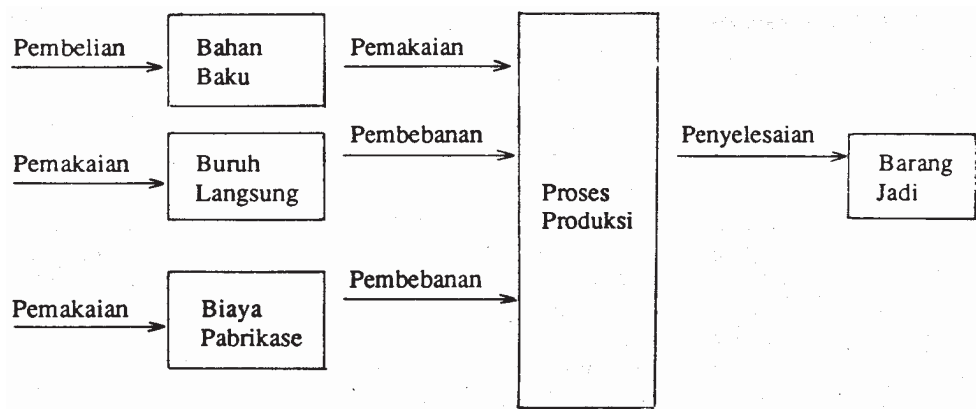 Pembelian
Bahan
Baku
Pemakaian
Pemakaian
Buruh
Langsung
Pembebanan
Proses
Produksi
Penyelesaian
Barang
Jadi
Pemakaian
Biaya
Pabrikase
Pembebanan